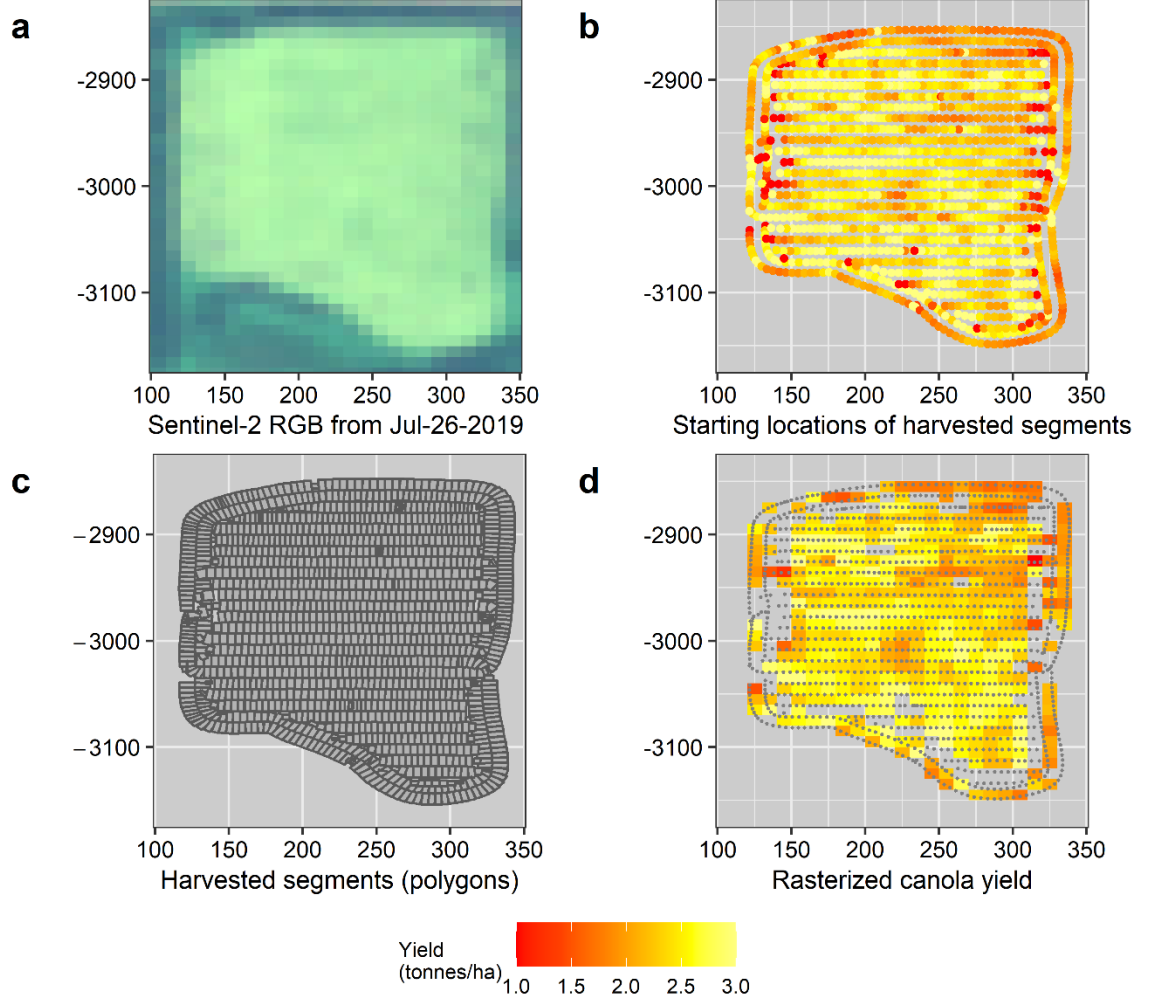 a
-2900
-3000
-3100
100 150 200 250 300 350
Sentinel-2 RGB from Jul-26-2019
b
-2900
-3000
-3100
100 150 200 250 300 350
Starting locations of harvested segments
c
−2900
−3000
−3100
100 150 200 250 300 350
Harvested segments (polygons)
d
-2900
-3000
-3100
100 150 200 250 300 350
Rasterized canola yield
Yield
(tonnes/ha)
1.0 1.5 2.0 2.5 3.0